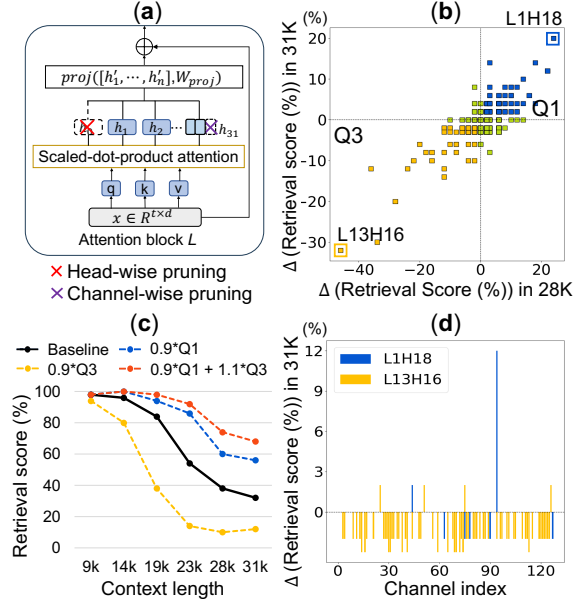 (a)
proj([h′₁,⋯,h′ₙ],W_proj)
h₁ h₂ ⋯ h₃₁
Scaled-dot-product attention
q k v
x ∈ R^{t×d}
Attention block L
Head-wise pruning
Channel-wise pruning
(b)
(%)
Δ (Retrieval score (%)) in 31K
L1H18
Q1
Q3
L13H16
20
10
0
-10
-20
-30
−40 −20 0 20
Δ (Retrieval Score (%)) in 28K
(c)
Baseline 0.9*Q1
0.9*Q3 0.9*Q1 + 1.1*Q3
Retrieval score (%)
100
80
60
40
20
0
9k 14k 19k 23k 28k 31k
Context length
(d)
(%)
Δ (Retrieval score (%)) in 31K
L1H18
L13H16
12
9
6
3
0
-2
0 30 60 90 130
Channel index